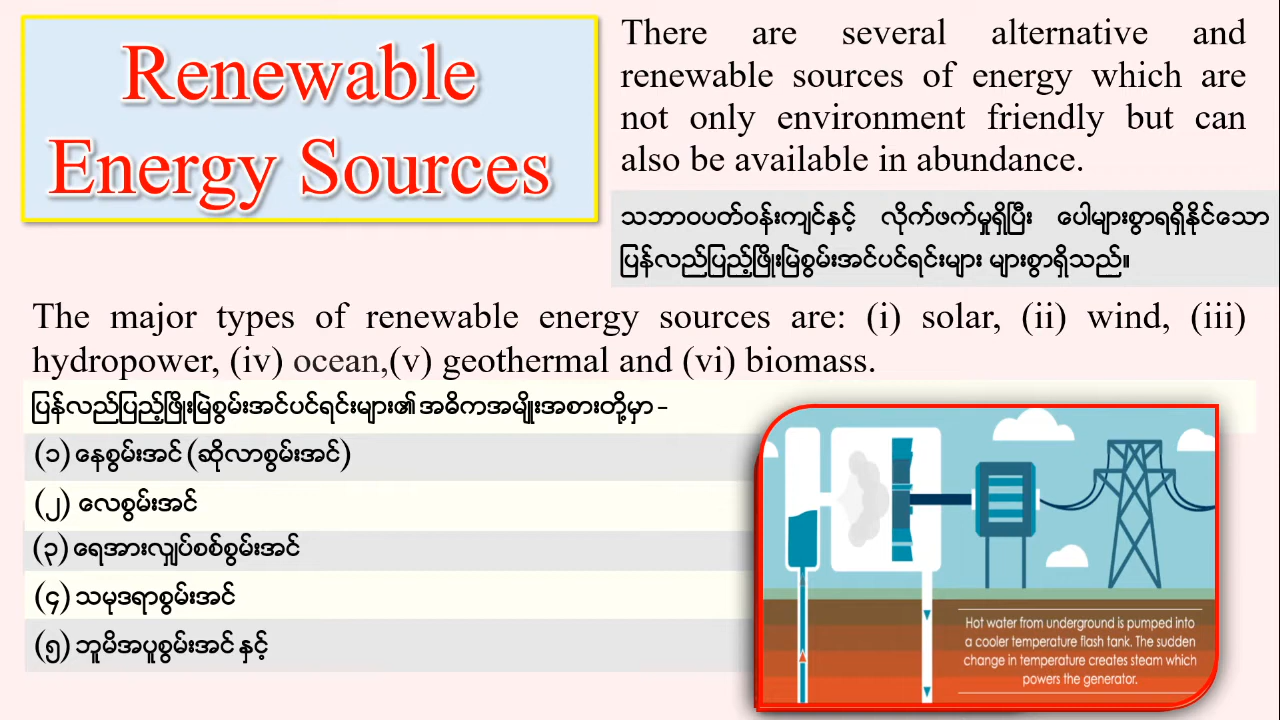 Renewable
Energy Sources
There are several alternative and
renewable sources of energy which are
not only environment friendly but can
also be available in abundance.
သဘာဝပတ်ဝန်းကျင်နှင့် လိုက်ဖက်မှုရှိပြီး ပေါများစွာရရှိနိုင်သော
ပြန်လည်ပြည့်ဖြိုးမြဲစွမ်းအင်ပင်ရင်းများ များစွာရှိသည်။
The major types of renewable energy sources are: (i) solar, (ii) wind, (iii)
hydropower, (iv) ocean,(v) geothermal and (vi) biomass.
ပြန်လည်ပြည့်ဖြိုးမြဲစွမ်းအင်ပင်ရင်းများ၏ အဓိကအမျိုးအစားတို့မှာ -
(၁) နေစွမ်းအင် (ဆိုလာစွမ်းအင်)
(၂) လေစွမ်းအင်
(၃) ရေအားလျှပ်စစ်စွမ်းအင်
(၄) သမုဒရာစွမ်းအင်
(၅) ဘူမိအပူစွမ်းအင် နှင့်
Hot water from underground is pumped into
a cooler temperature flash tank. The sudden
change in temperature creates steam which
powers the generator.